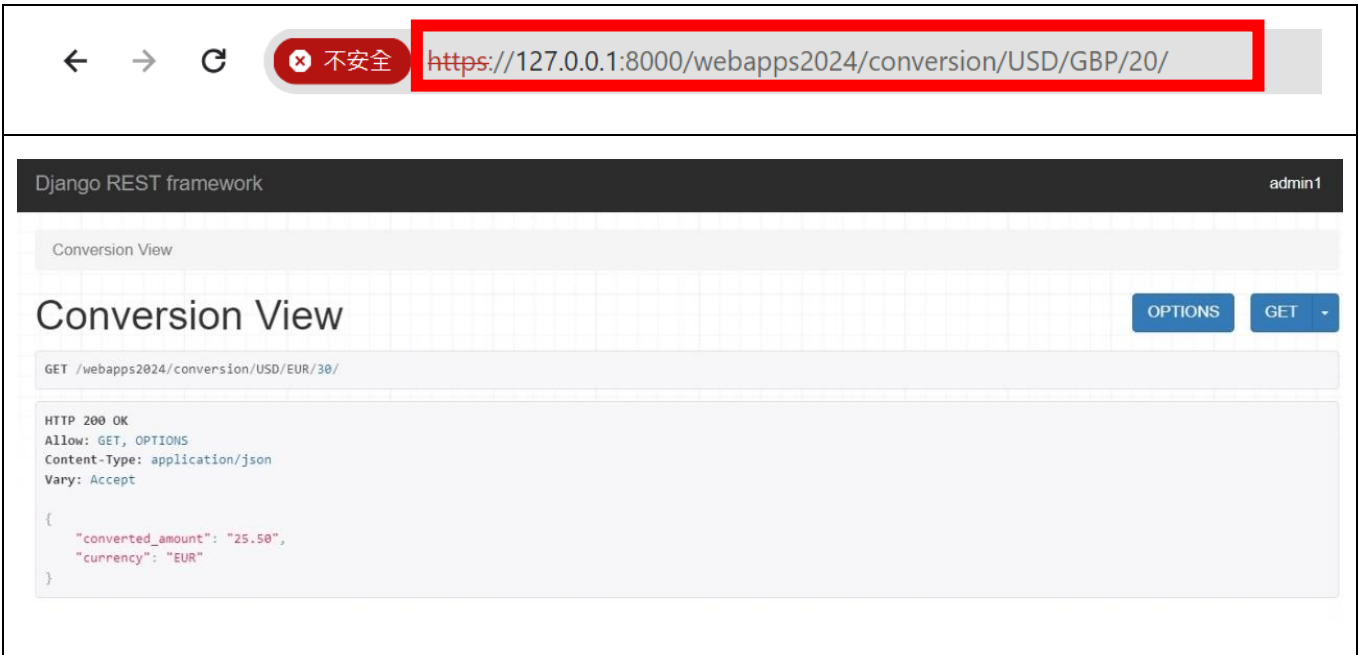 不安全 https://127.0.0.1:8000/webapps2024/conversion/USD/GBP/20/
Django REST framework admin1
Conversion View
Conversion View OPTIONS GET
GET /webapps2024/conversion/USD/EUR/30/
HTTP 200 OK
Allow: GET, OPTIONS
Content-Type: application/json
Vary: Accept
{
"converted_amount": "25.50",
"currency": "EUR"
}